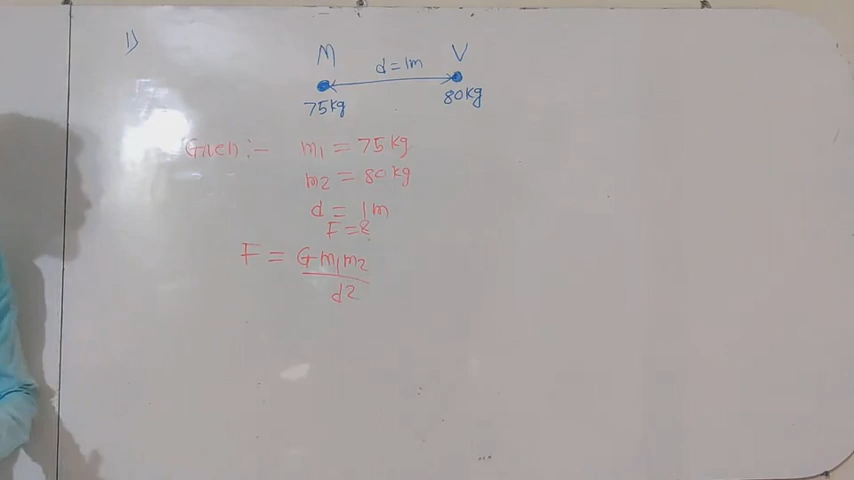 1)
M V
d = 1m
75kg 80kg
Given :- m1 = 75 kg
m2 = 80 kg
d = 1m
F = ?
F = G m1 m2
d2